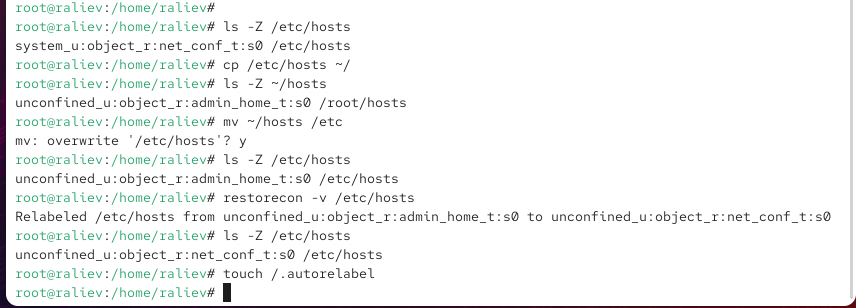 root@raliev:/home/raliev#
root@raliev:/home/raliev# ls -Z /etc/hosts
system_u:object_r:net_conf_t:s0 /etc/hosts
root@raliev:/home/raliev# cp /etc/hosts ~/
root@raliev:/home/raliev# ls -Z ~/hosts
unconfined_u:object_r:admin_home_t:s0 /root/hosts
root@raliev:/home/raliev# mv ~/hosts /etc
mv: overwrite '/etc/hosts'? y
root@raliev:/home/raliev# ls -Z /etc/hosts
unconfined_u:object_r:admin_home_t:s0 /etc/hosts
root@raliev:/home/raliev# restorecon -v /etc/hosts
Relabeled /etc/hosts from unconfined_u:object_r:admin_home_t:s0 to unconfined_u:object_r:net_conf_t:s0
root@raliev:/home/raliev# ls -Z /etc/hosts
unconfined_u:object_r:net_conf_t:s0 /etc/hosts
root@raliev:/home/raliev# touch /.autorelabel
root@raliev:/home/raliev#